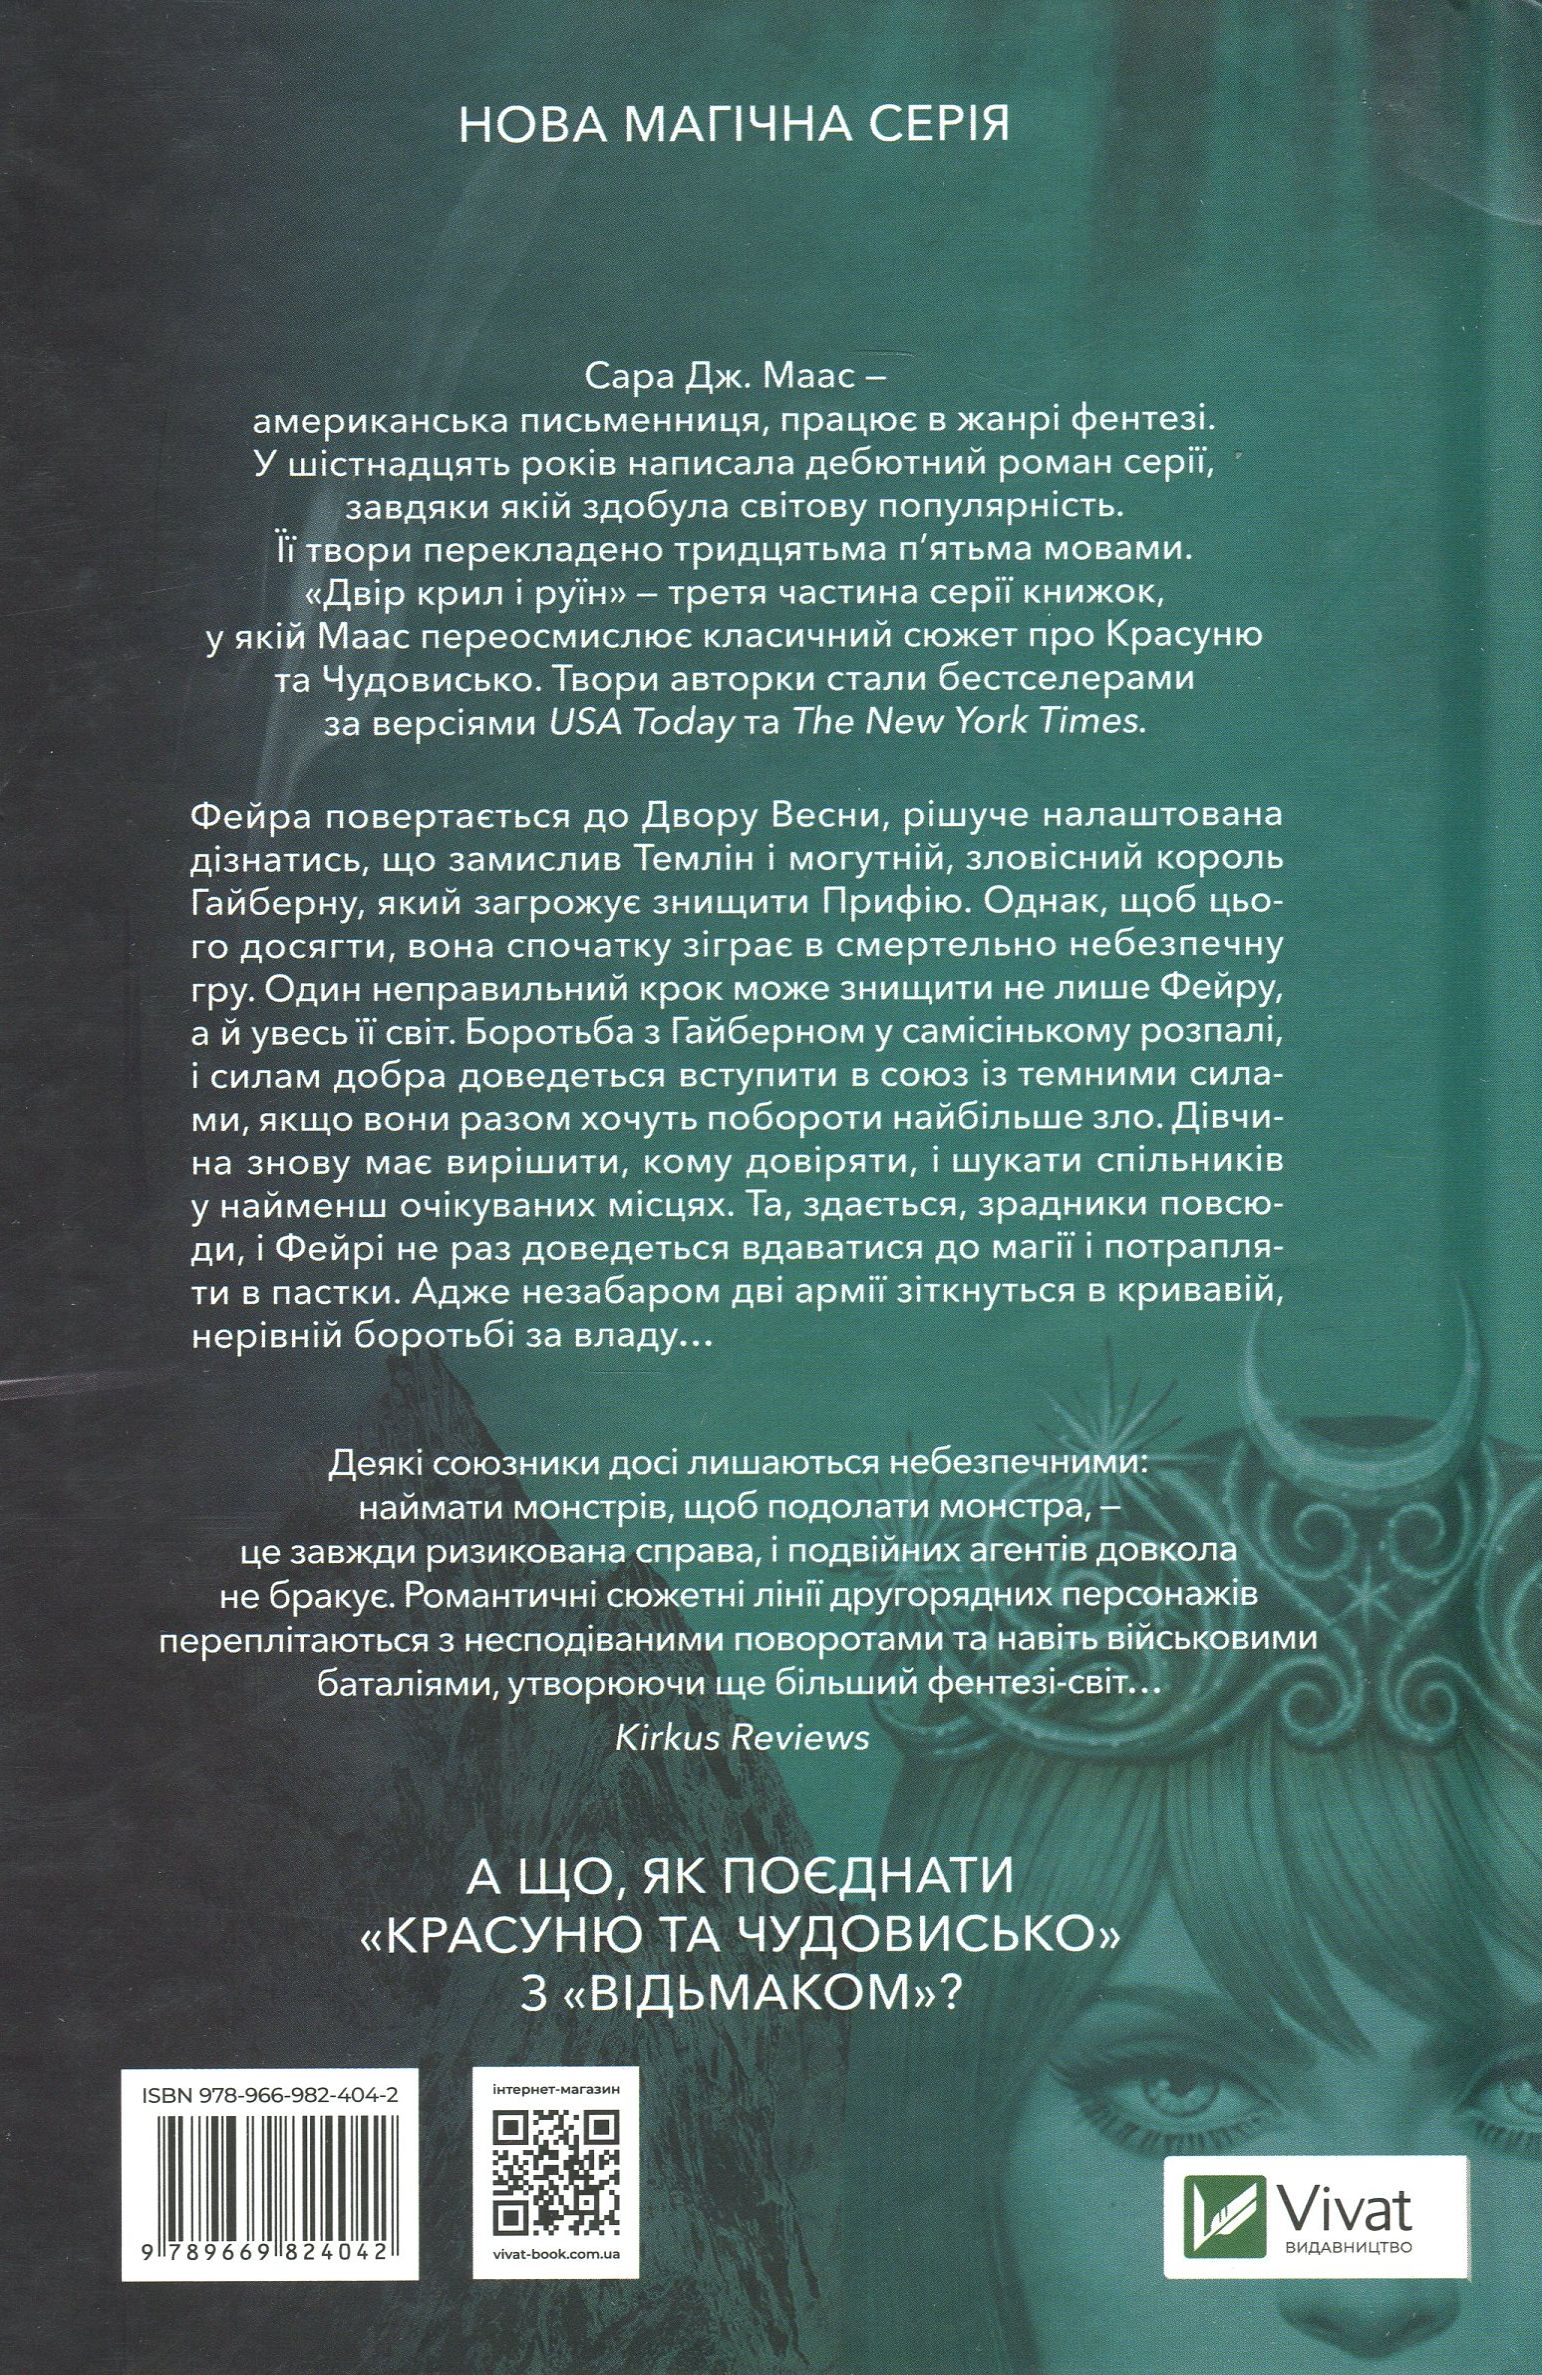 НОВА МАГІЧНА СЕРІЯ
Сара Дж. Маас –
американська письменниця, працює в жанрі фентезі.
У шістнадцять років написала дебютний роман серії,
завдяки якій здобула світову популярність.
Її твори перекладено тридцятьма п’ятьма мовами.
«Двір крил і руїн» – третя частина серії книжок,
у якій Маас переосмислює класичний сюжет про Красуню
та Чудовисько. Твори авторки стали бестселерами
за версіями USA Today та The New York Times.
Фейра повертається до Двору Весни, рішуче налаштована
дізнатись, що замислив Темлін і могутній, зловісний король
Гайберну, який загрожує знищити Прифію. Однак, щоб цьо-
го досягти, вона спочатку зіграє в смертельно небезпечну
гру. Один неправильний крок може знищити не лише Фейру,
а й увесь її світ. Боротьба з Гайберном у самісінькому розпалі,
і силам добра доведеться вступити в союз із темними сила-
ми, якщо вони разом хочуть побороти найбільше зло. Дівчи-
на знову має вирішити, кому довіряти, і шукати спільників
у найменш очікуваних місцях. Та, здається, зрадники повсю-
ди, і Фейрі не раз доведеться вдаватися до магії і потрапля-
ти в пастки. Адже незабаром дві армії зіткнуться в кривавій,
нерівній боротьбі за владу…
Деякі союзники досі лишаються небезпечними:
наймати монстрів, щоб подолати монстра, –
це завжди ризикована справа, і подвійних агентів довкола
не бракує. Романтичні сюжетні лінії другорядних персонажів
переплітаються з несподіваними поворотами та навіть військовими
баталіями, утворюючи ще більший фентезі-світ…
Kirkus Reviews
А ЩО, ЯК ПОЄДНАТИ
«КРАСУНЮ ТА ЧУДОВИСЬКО»
З «ВІДЬМАКОМ»?
ISBN 978-966-982-404-2
9 789669 824042
інтернет-магазин
vivat-book.com.ua
Vivat
ВИДАВНИЦТВО